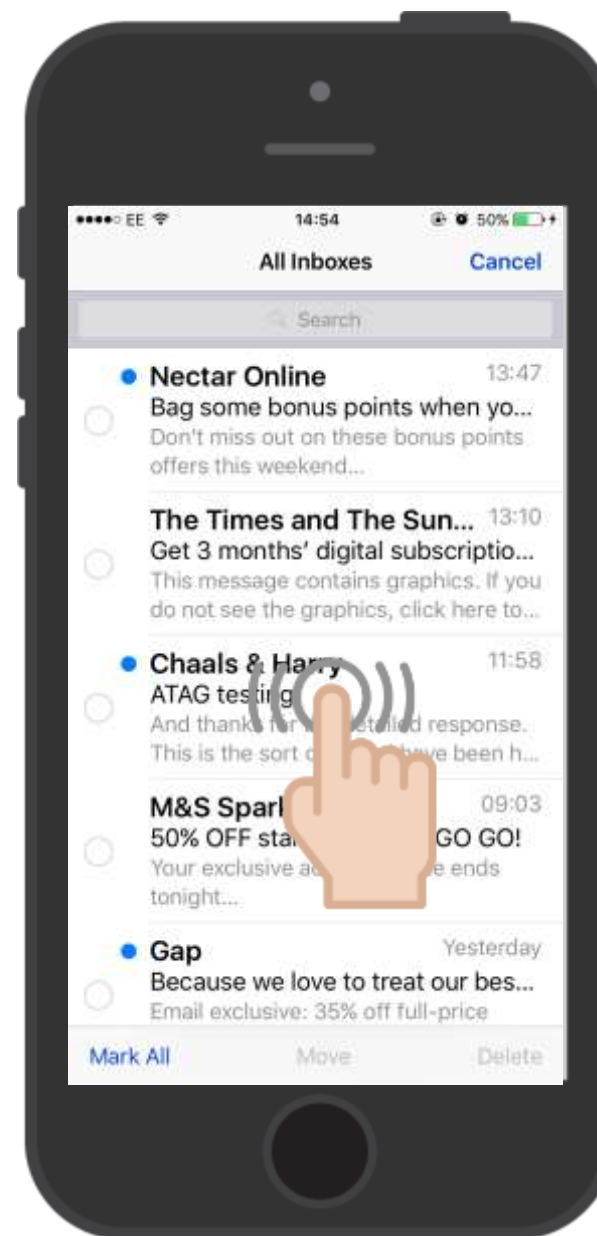 EE 14:54 50%
All Inboxes Cancel
Search
Nectar Online 13:47
Bag some bonus points when yo...
Don't miss out on these bonus points
offers this weekend...
The Times and The Sun... 13:10
Get 3 months' digital subscriptio...
This message contains graphics. If you
do not see the graphics, click here to...
Chaals & Harry 11:58
ATAG testing
And thanks for detailed response.
This is the sort have been h...
M&S 09:03
50% OFF GO GO!
Your exclusive ends
tonight...
Gap Yesterday
Because we love to treat our bes...
Email exclusive: 35% off full-price
Mark All Move Delete